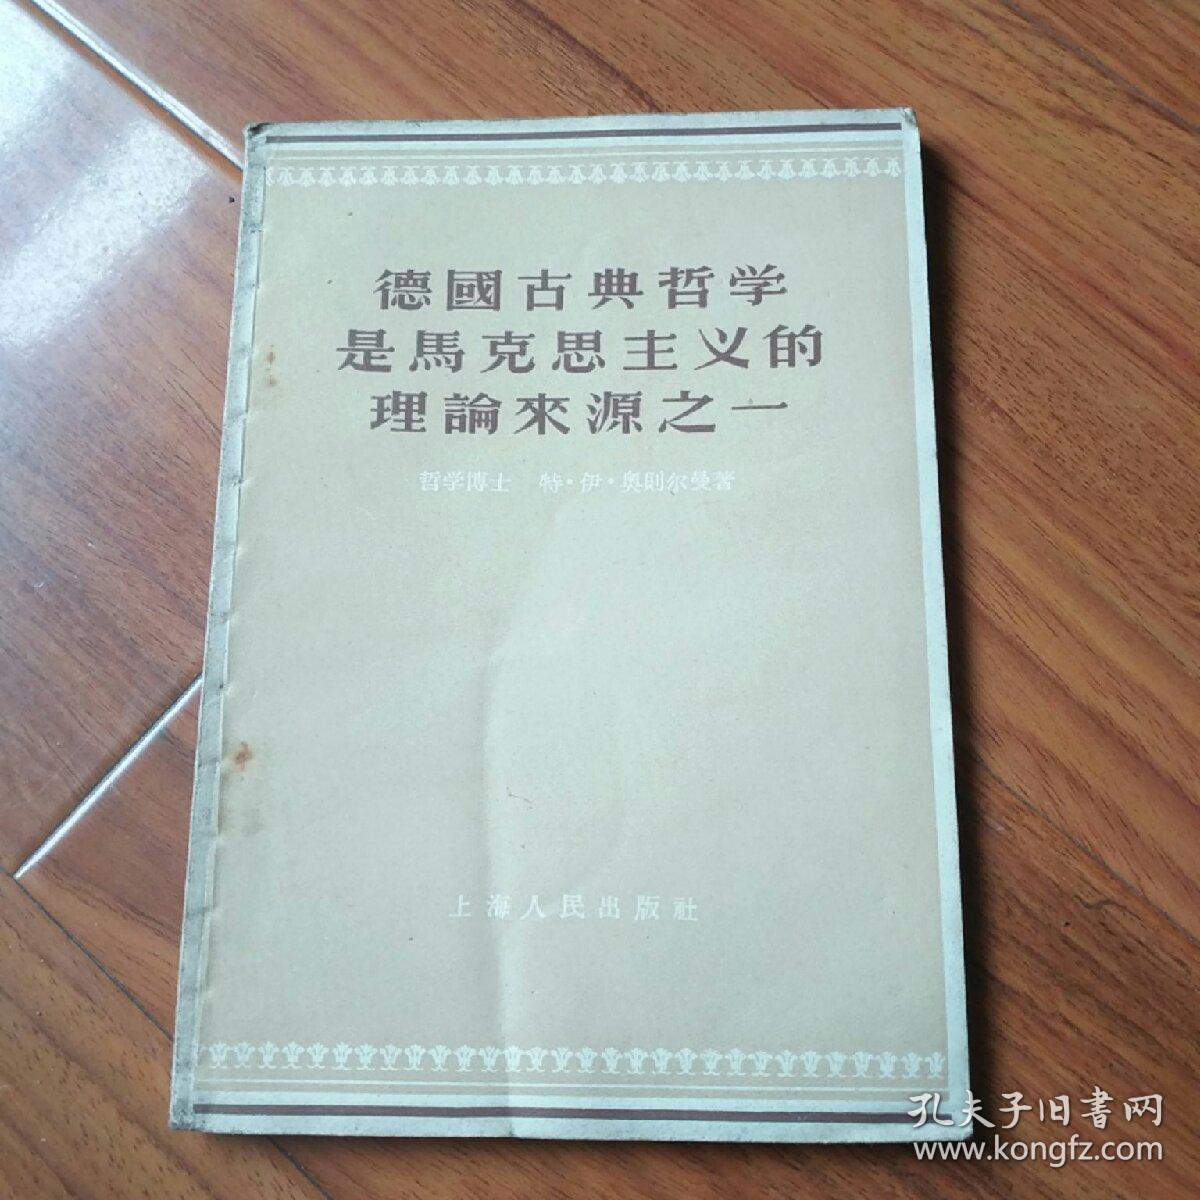 德國古典哲学
是馬克思主义的
理論來源之一
哲学博士 特·伊·奥則尔曼著
上海人民出版社
孔夫子旧書网
www.kongfz.com